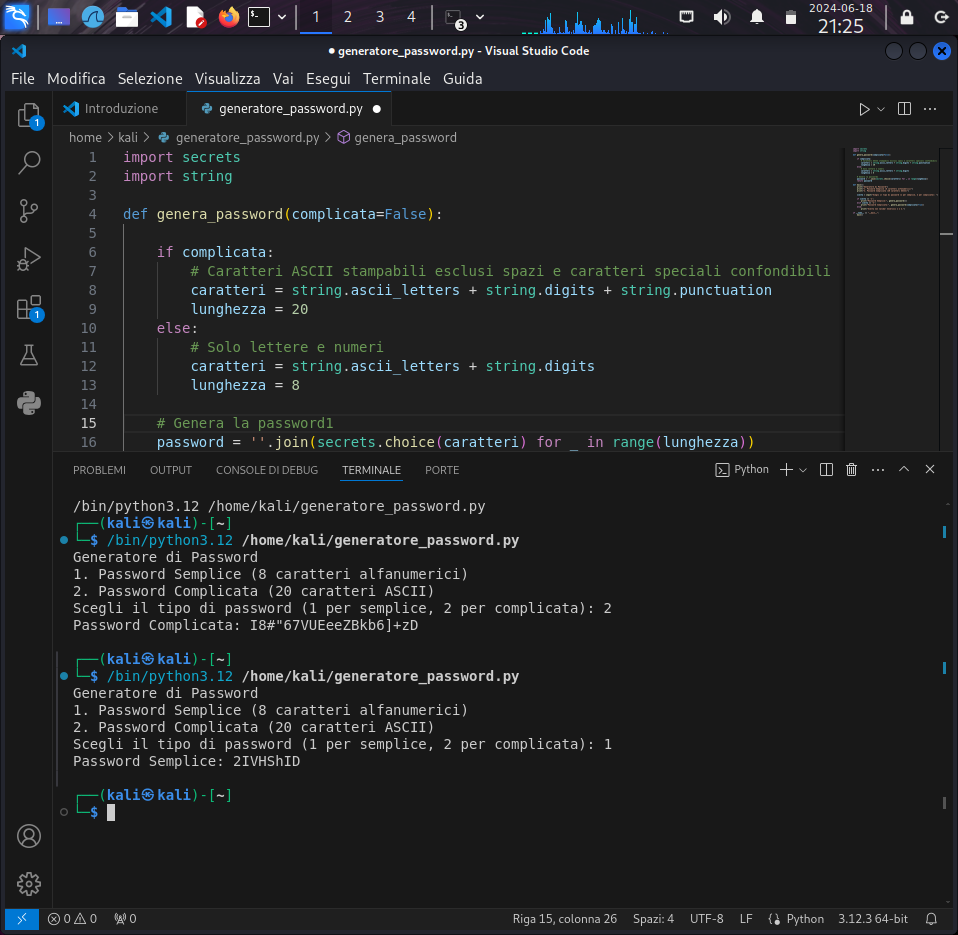 1 2 3 4 3 2024-06-18
21:25
● generatore_password.py - Visual Studio Code
File Modifica Selezione Visualizza Vai Esegui Terminale Guida
Introduzione generatore_password.py ●
home > kali > generatore_password.py > genera_password
1 import secrets
2 import string
3
4 def genera_password(complicata=False):
5
6 if complicata:
7 # Caratteri ASCII stampabili esclusi spazi e caratteri speciali confondibili
8 caratteri = string.ascii_letters + string.digits + string.punctuation
9 lunghezza = 20
10 else:
11 # Solo lettere e numeri
12 caratteri = string.ascii_letters + string.digits
13 lunghezza = 8
14
15 # Genera la password1
16 password = ''.join(secrets.choice(caratteri) for _ in range(lunghezza))
1
1
PROBLEMI OUTPUT CONSOLE DI DEBUG TERMINALE PORTE Python
/bin/python3.12 /home/kali/generatore_password.py
┌──(kali㉿kali)-[~]
└─$ /bin/python3.12 /home/kali/generatore_password.py
Generatore di Password
1. Password Semplice (8 caratteri alfanumerici)
2. Password Complicata (20 caratteri ASCII)
Scegli il tipo di password (1 per semplice, 2 per complicata): 2
Password Complicata: I8#"67VUEeeZBkb6]+zD
┌──(kali㉿kali)-[~]
└─$ /bin/python3.12 /home/kali/generatore_password.py
Generatore di Password
1. Password Semplice (8 caratteri alfanumerici)
2. Password Complicata (20 caratteri ASCII)
Scegli il tipo di password (1 per semplice, 2 per complicata): 1
Password Semplice: 2IVHShID
┌──(kali㉿kali)-[~]
└─$
0 0 0 Riga 15, colonna 26 Spazi: 4 UTF-8 LF Python 3.12.3 64-bit